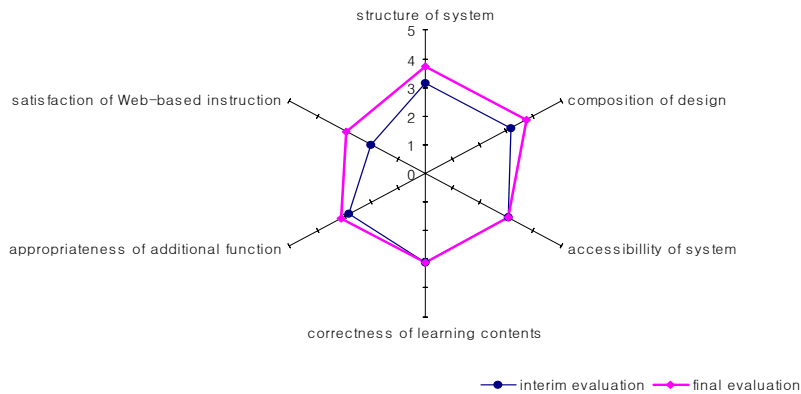 structure of system
5
4
3
2
1
0
satisfaction of Web-based instruction
composition of design
appropriateness of additional function
accessibillity of system
correctness of learning contents
interim evaluation
final evaluation